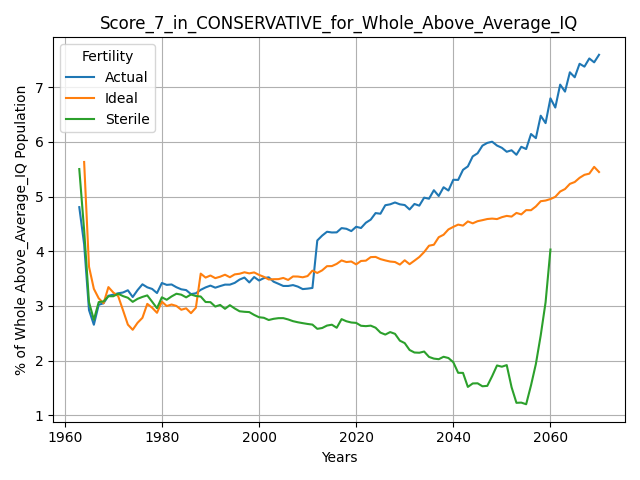 Score_7_in_CONSERVATIVE_for_Whole_Above_Average_IQ
Fertility
Actual
Ideal
Sterile
% of Whole Above_Average_IQ Population
7
6
5
4
3
2
1
1960
1980
2000
2020
2040
2060
Years